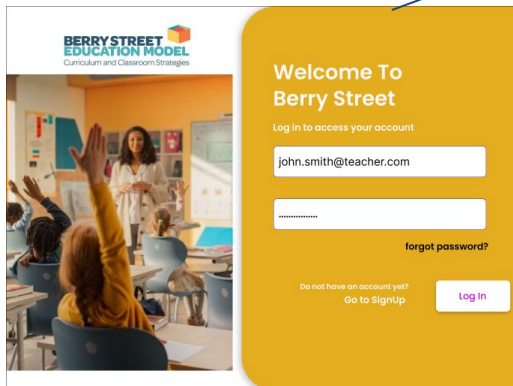 BERRY STREET
EDUCATION MODEL
Curriculum and Classroom Strategies
Welcome To
Berry Street
Log in to access your account
john.smith@teacher.com
forgot password?
Do not have an account yet?
Go to SignUp
Log In